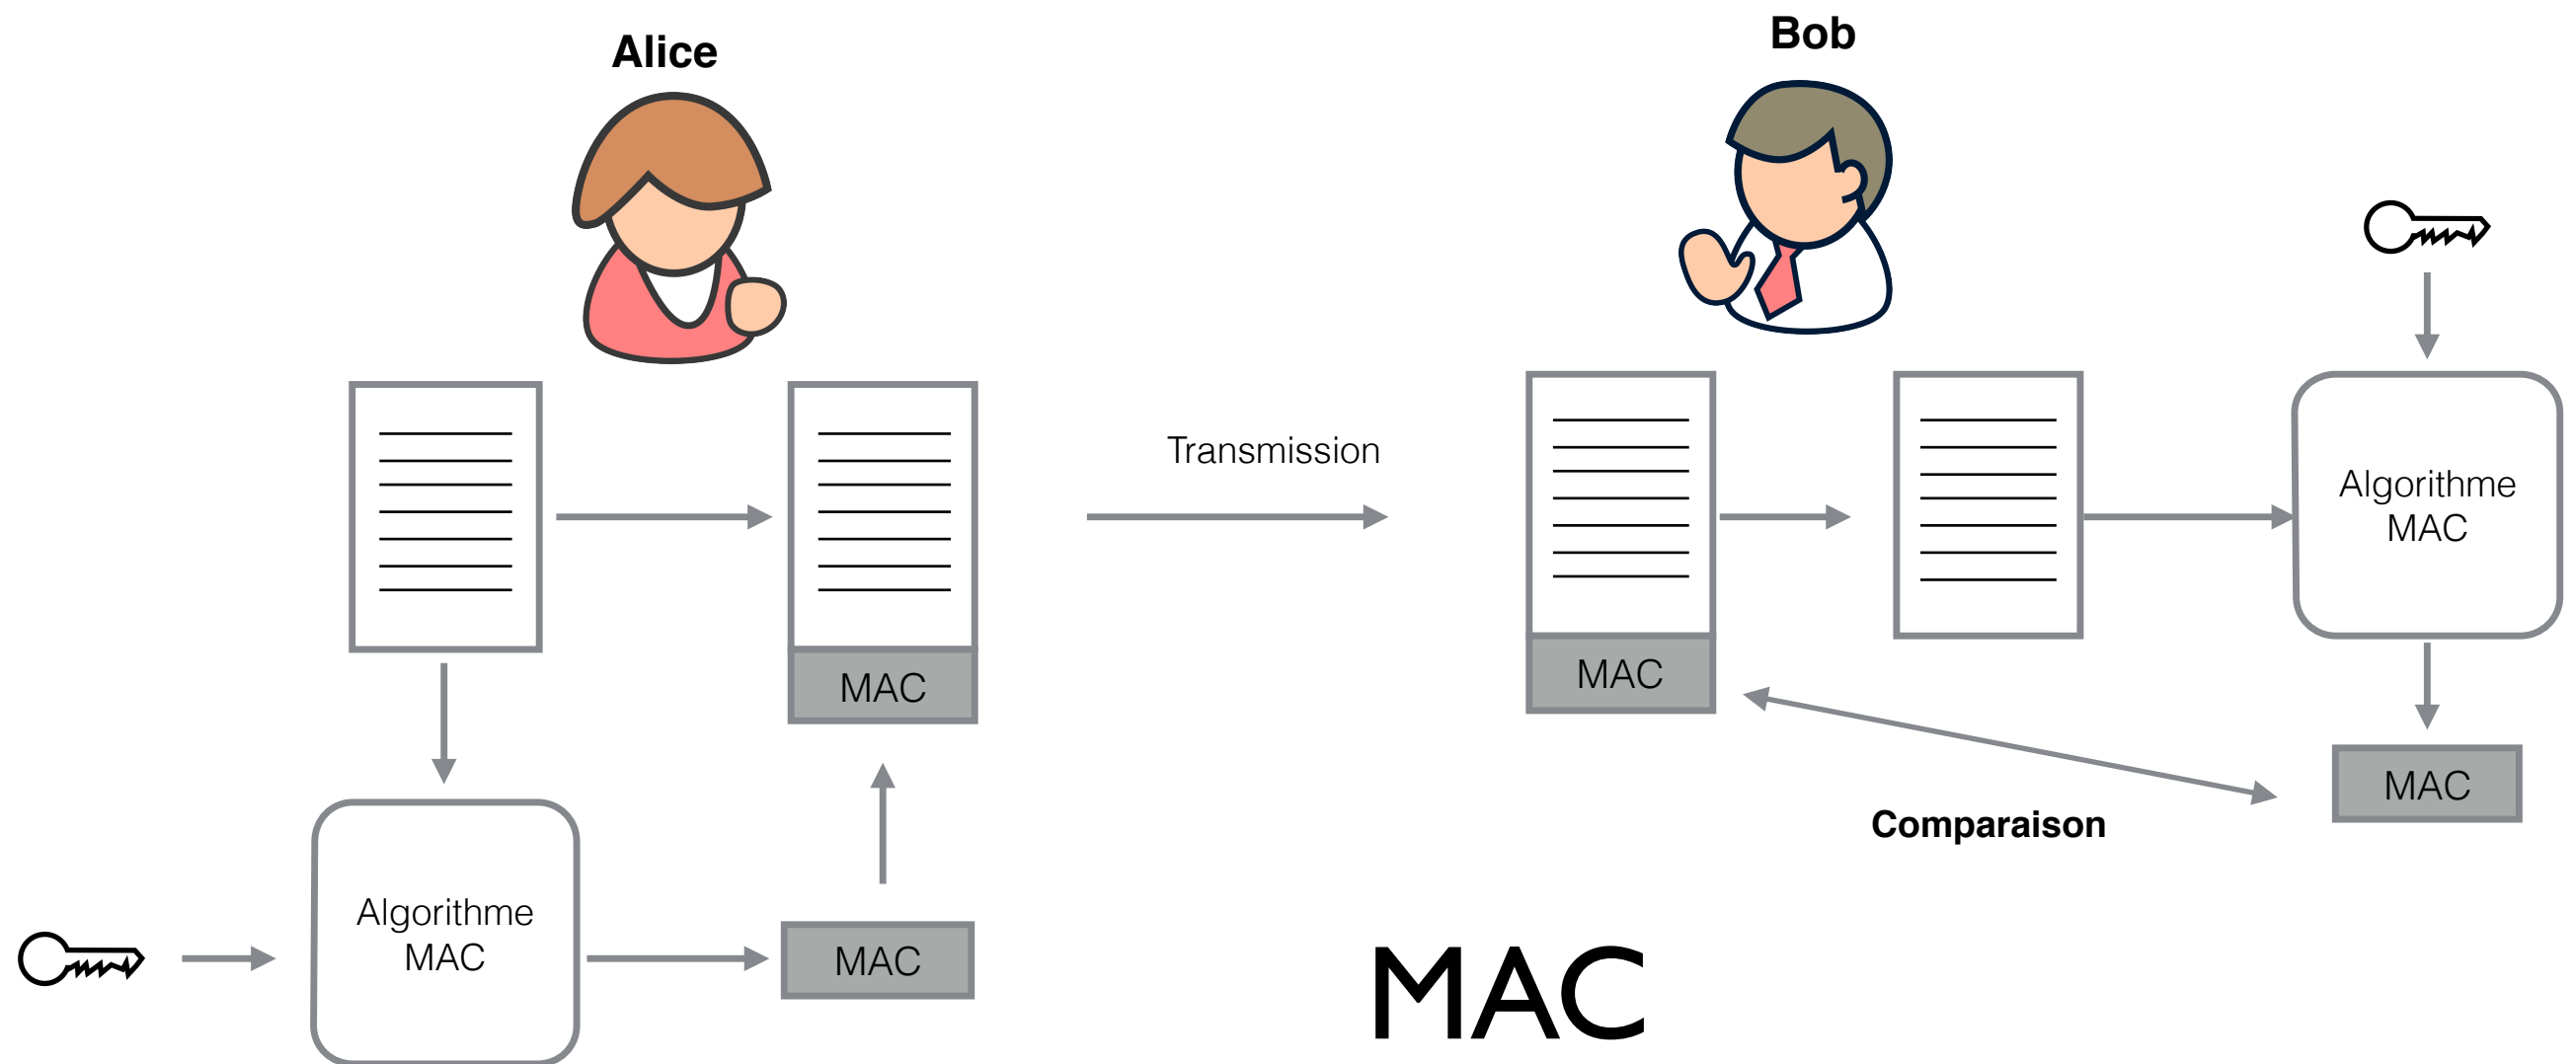 Alice
Bob
Transmission
Algorithme
MAC
MAC
MAC
MAC
Comparaison
Algorithme
MAC
MAC
MAC